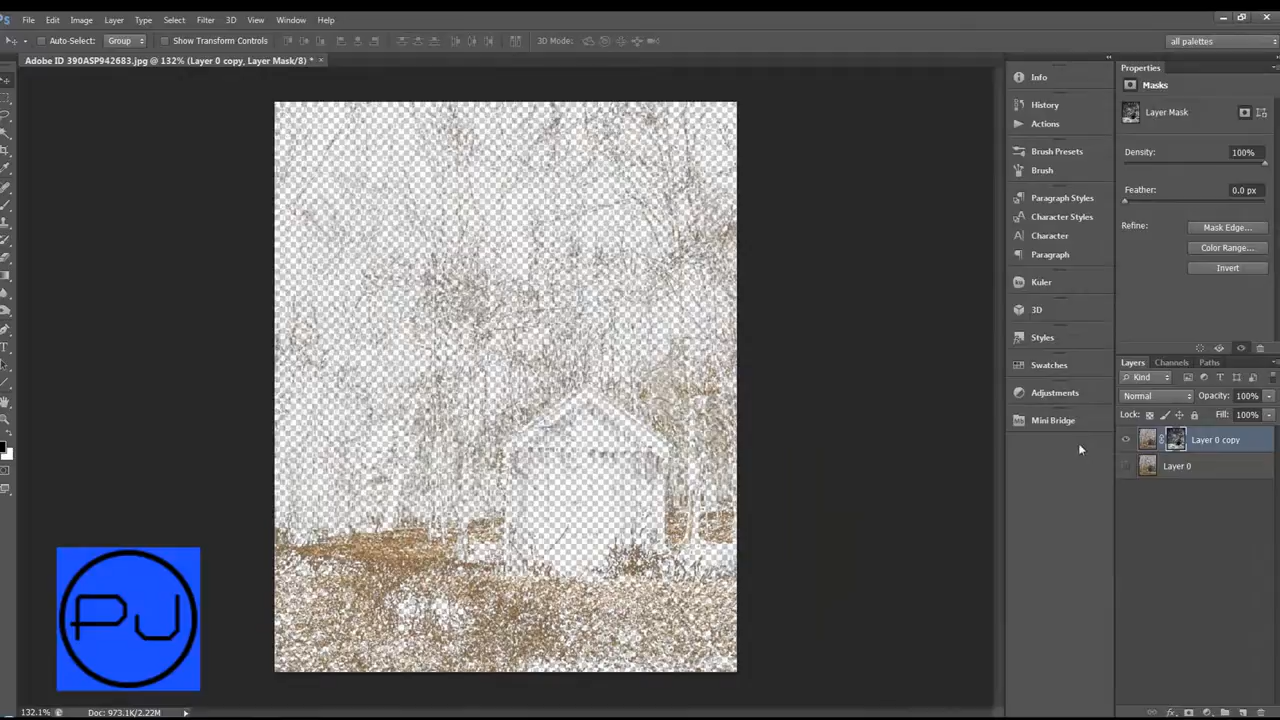 PS File Edit Image Layer Type Select Filter 3D View Window Help
Auto-Select: Group Show Transform Controls 3D Mode: all palettes
Adobe ID 390ASP942683.jpg @ 132% (Layer 0 copy, Layer Mask/8) * ×
Info
History
Actions
Brush Presets
Brush
Paragraph Styles
Character Styles
Character
Paragraph
Kuler
3D
Styles
Swatches
Adjustments
Mini Bridge
Properties
Masks
Layer Mask
Density: 100%
Feather: 0.0 px
Refine: Mask Edge...
Color Range...
Invert
Layers Channels Paths
Kind
Normal Opacity: 100%
Lock: Fill: 100%
Layer 0 copy
Layer 0
PJ
132.1% Doc: 973.1K/2.22M